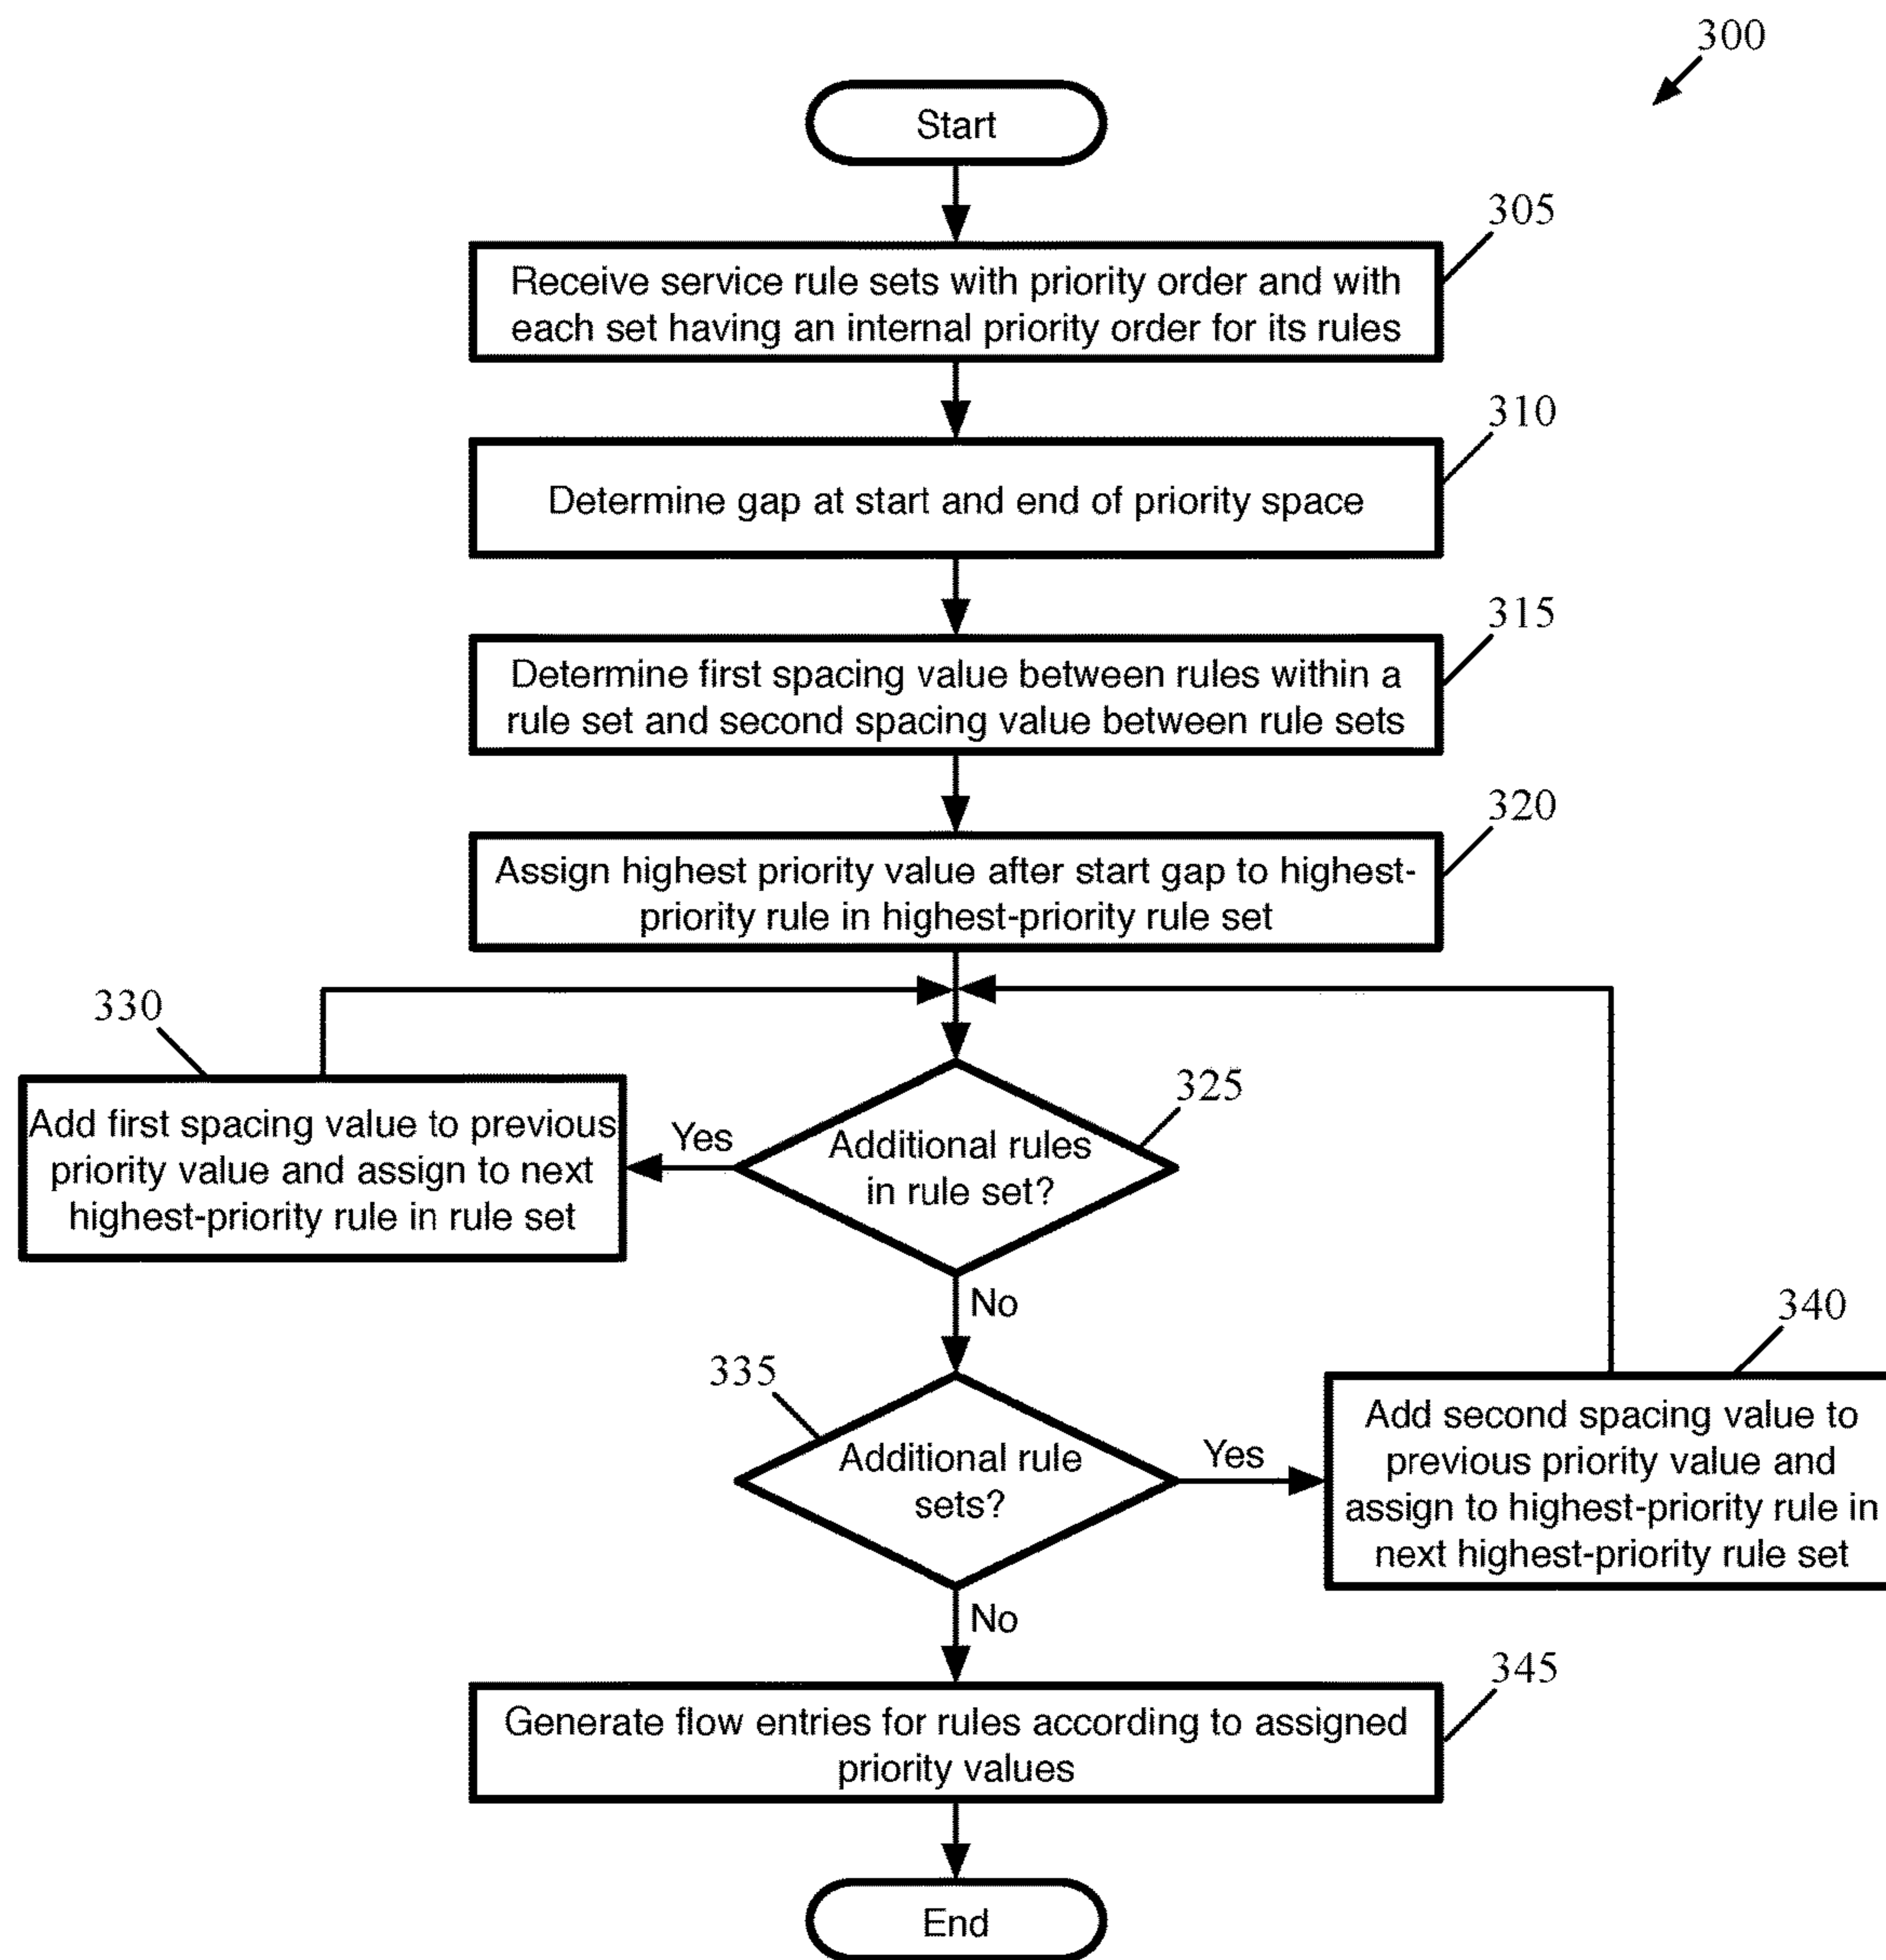 300
Start
305
Receive service rule sets with priority order and with
each set having an internal priority order for its rules
310
Determine gap at start and end of priority space
315
Determine first spacing value between rules within a
rule set and second spacing value between rule sets
320
Assign highest priority value after start gap to highest-
priority rule in highest-priority rule set
330
Add first spacing value to previous
priority value and assign to next
highest-priority rule in rule set
Yes
325
Additional rules
in rule set?
No
335
Additional rule
sets?
Yes
340
Add second spacing value to
previous priority value and
assign to highest-priority rule in
next highest-priority rule set
No
345
Generate flow entries for rules according to assigned
priority values
End